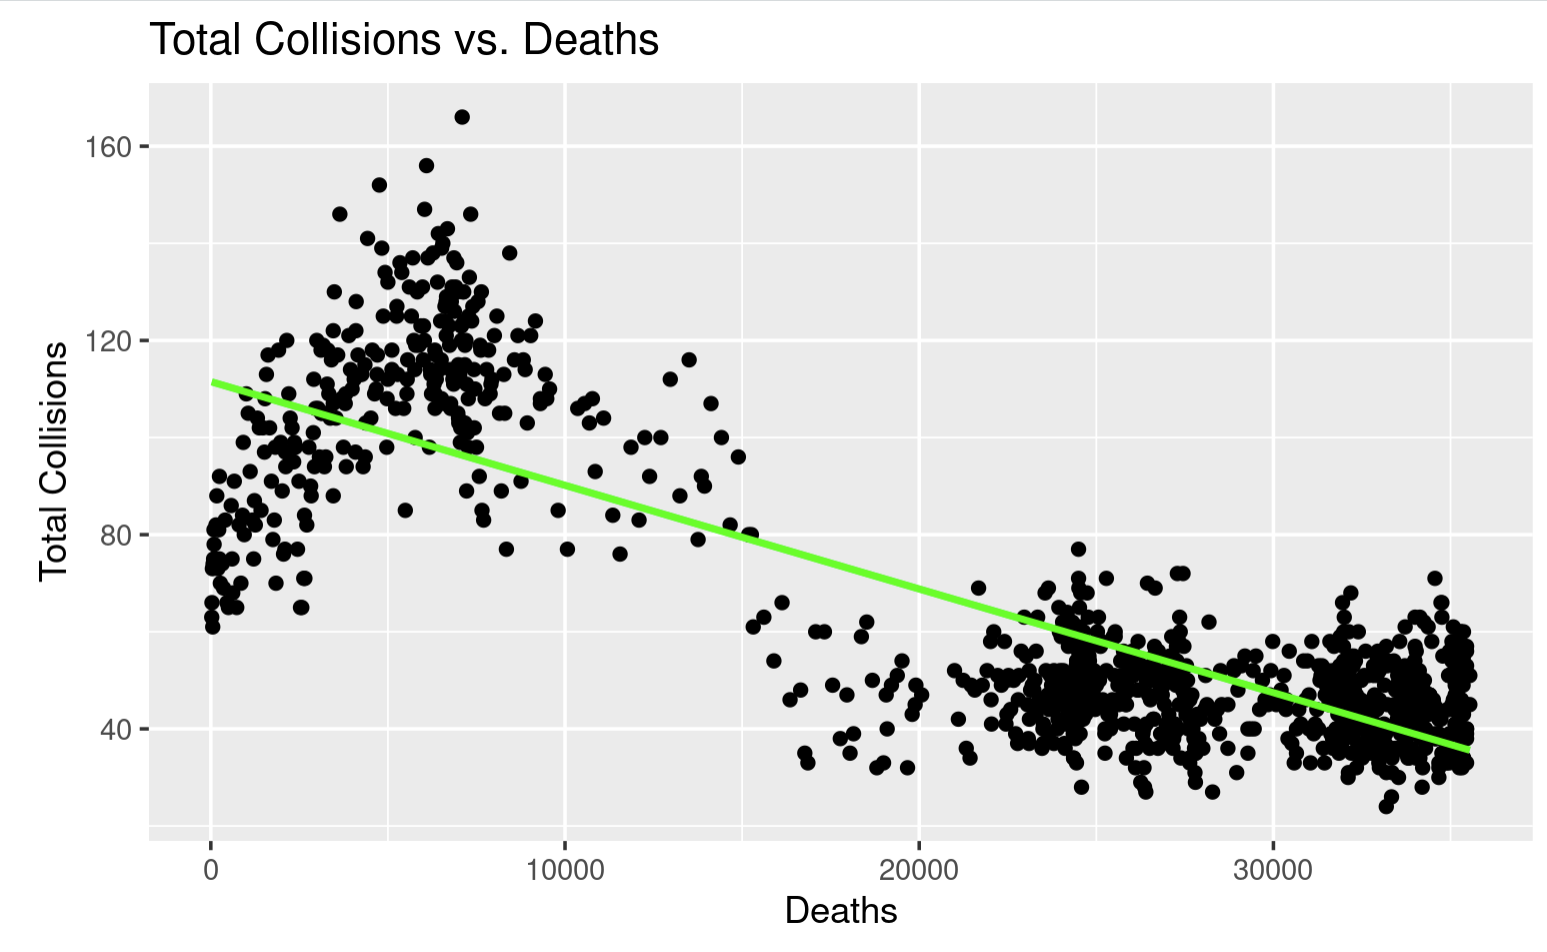 Total Collisions vs. Deaths
160
120
80
40
Total Collisions
0 10000 20000 30000
Deaths